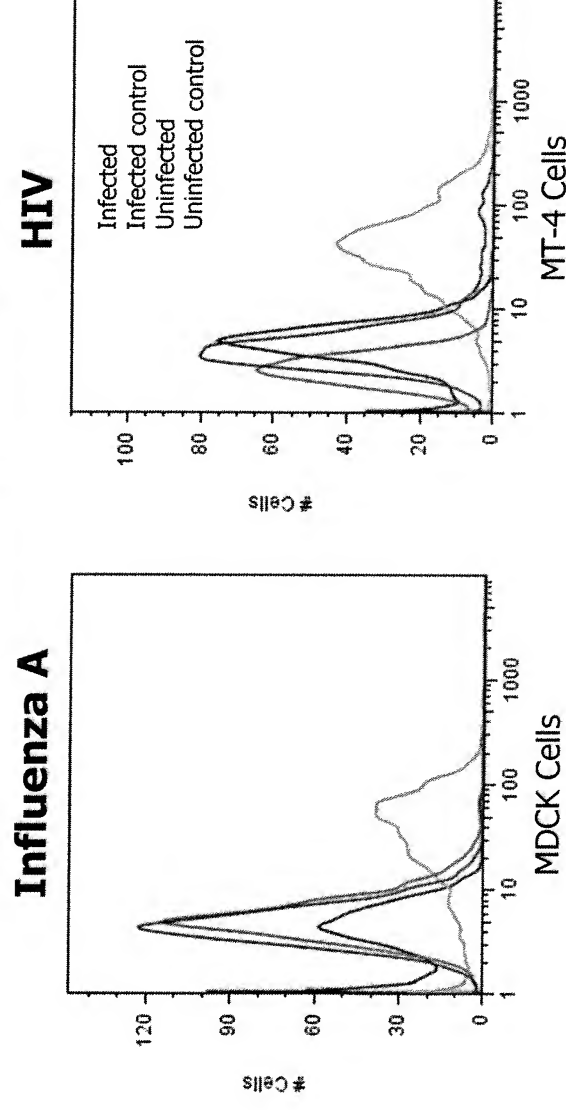 Influenza A
# Cells
120
90
60
30
0
1
10
100
1000
MDCK Cells
HIV
Infected
Infected control
Uninfected
Uninfected control
# Cells
100
80
60
40
20
0
1
10
100
1000
MT-4 Cells